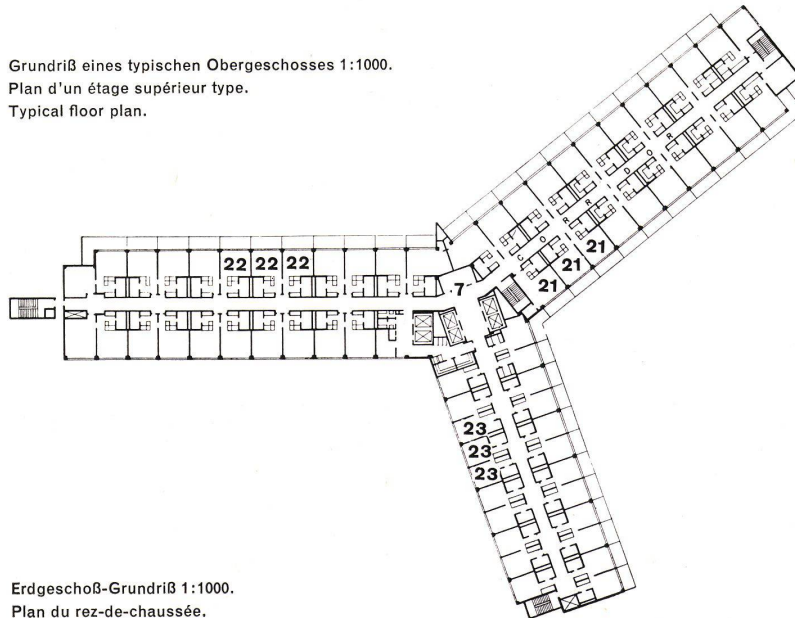 Grundriß eines typischen Obergeschosses 1:1000.
Plan d'un étage supérieur type.
Typical floor plan.
22 22 22
7
C O R R I D O R
21
21
21
23
23
23
Erdgeschoß-Grundriß 1:1000.
Plan du rez-de-chaussée.